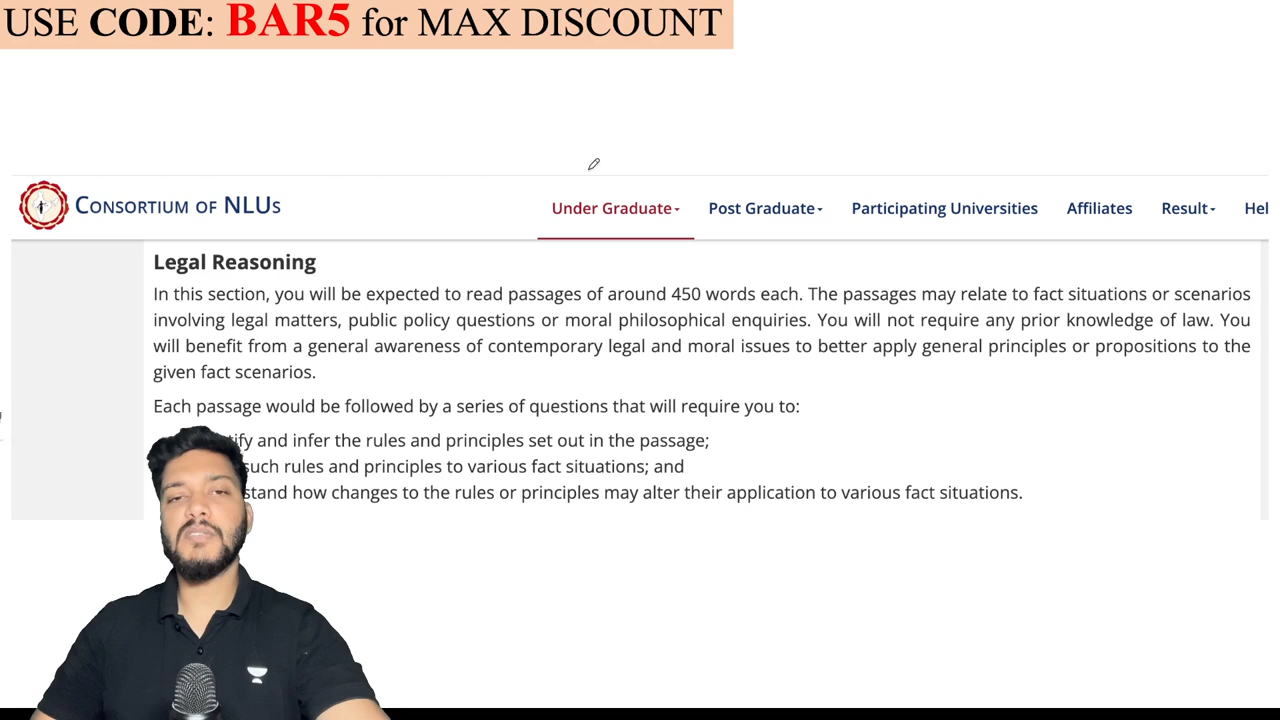 USE CODE: BAR5 for MAX DISCOUNT
CONSORTIUM OF NLUS
Under Graduate Post Graduate Participating Universities Affiliates Result Hel
Legal Reasoning
In this section, you will be expected to read passages of around 450 words each. The passages may relate to fact situations or scenarios
involving legal matters, public policy questions or moral philosophical enquiries. You will not require any prior knowledge of law. You
will benefit from a general awareness of contemporary legal and moral issues to better apply general principles or propositions to the
given fact scenarios.
Each passage would be followed by a series of questions that will require you to:
tify and infer the rules and principles set out in the passage;
such rules and principles to various fact situations; and
stand how changes to the rules or principles may alter their application to various fact situations.